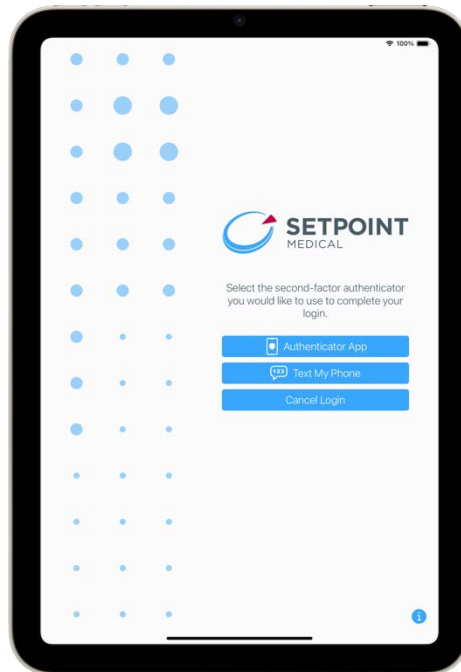 100%
SETPOINT
MEDICAL
Select the second-factor authenticator
you would like to use to complete your
login.
Authenticator App
123 Text My Phone
Cancel Login
i